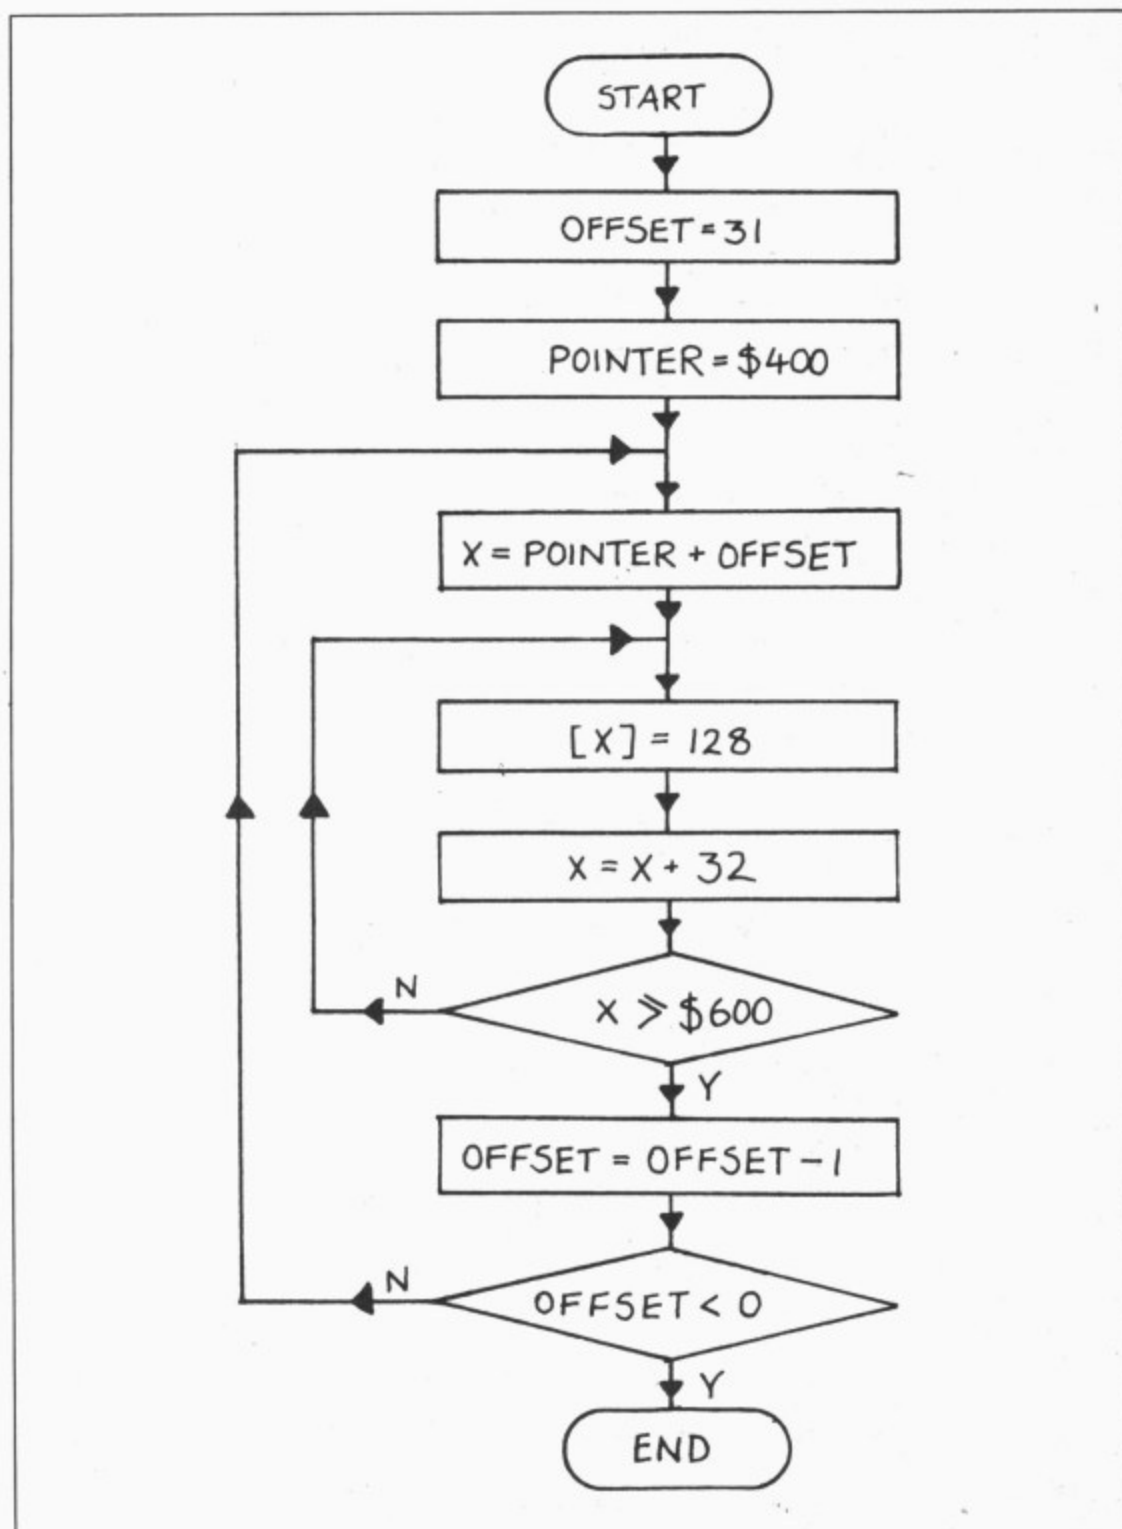 START
OFFSET = 31
POINTER = $400
X = POINTER + OFFSET
[X] = 128
X = X + 32
X ⩾ $600
N
Y
OFFSET = OFFSET - 1
OFFSET < 0
N
Y
END